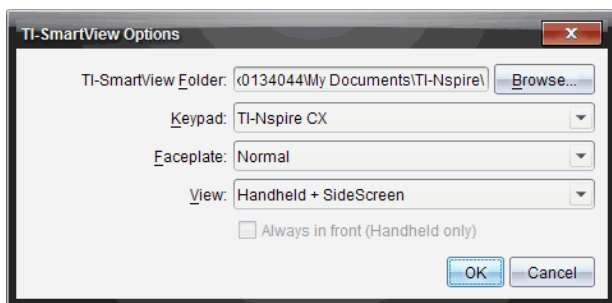 TI-SmartView Options
TI-SmartView Folder: x0134044\My Documents\TI-Nspire\ Browse...
Keypad: TI-Nspire CX
Faceplate: Normal
View: Handheld + SideScreen
Always in front (Handheld only)
OK Cancel